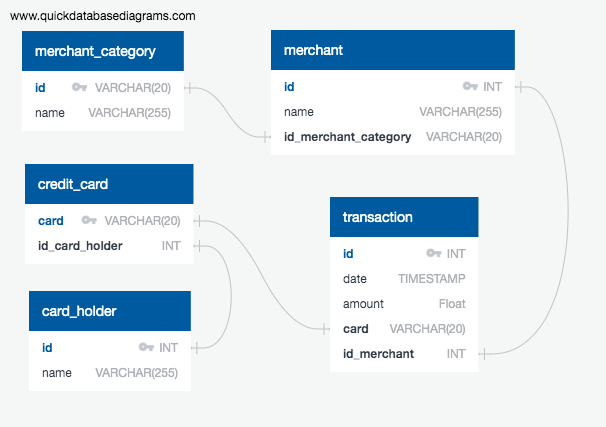 www.quickdatabasediagrams.com
merchant_category
id VARCHAR(20)
name VARCHAR(255)
merchant
id INT
name VARCHAR(255)
id_merchant_category VARCHAR(20)
credit_card
card VARCHAR(20)
id_card_holder INT
transaction
id INT
date TIMESTAMP
amount Float
card VARCHAR(20)
id_merchant INT
card_holder
id INT
name VARCHAR(255)